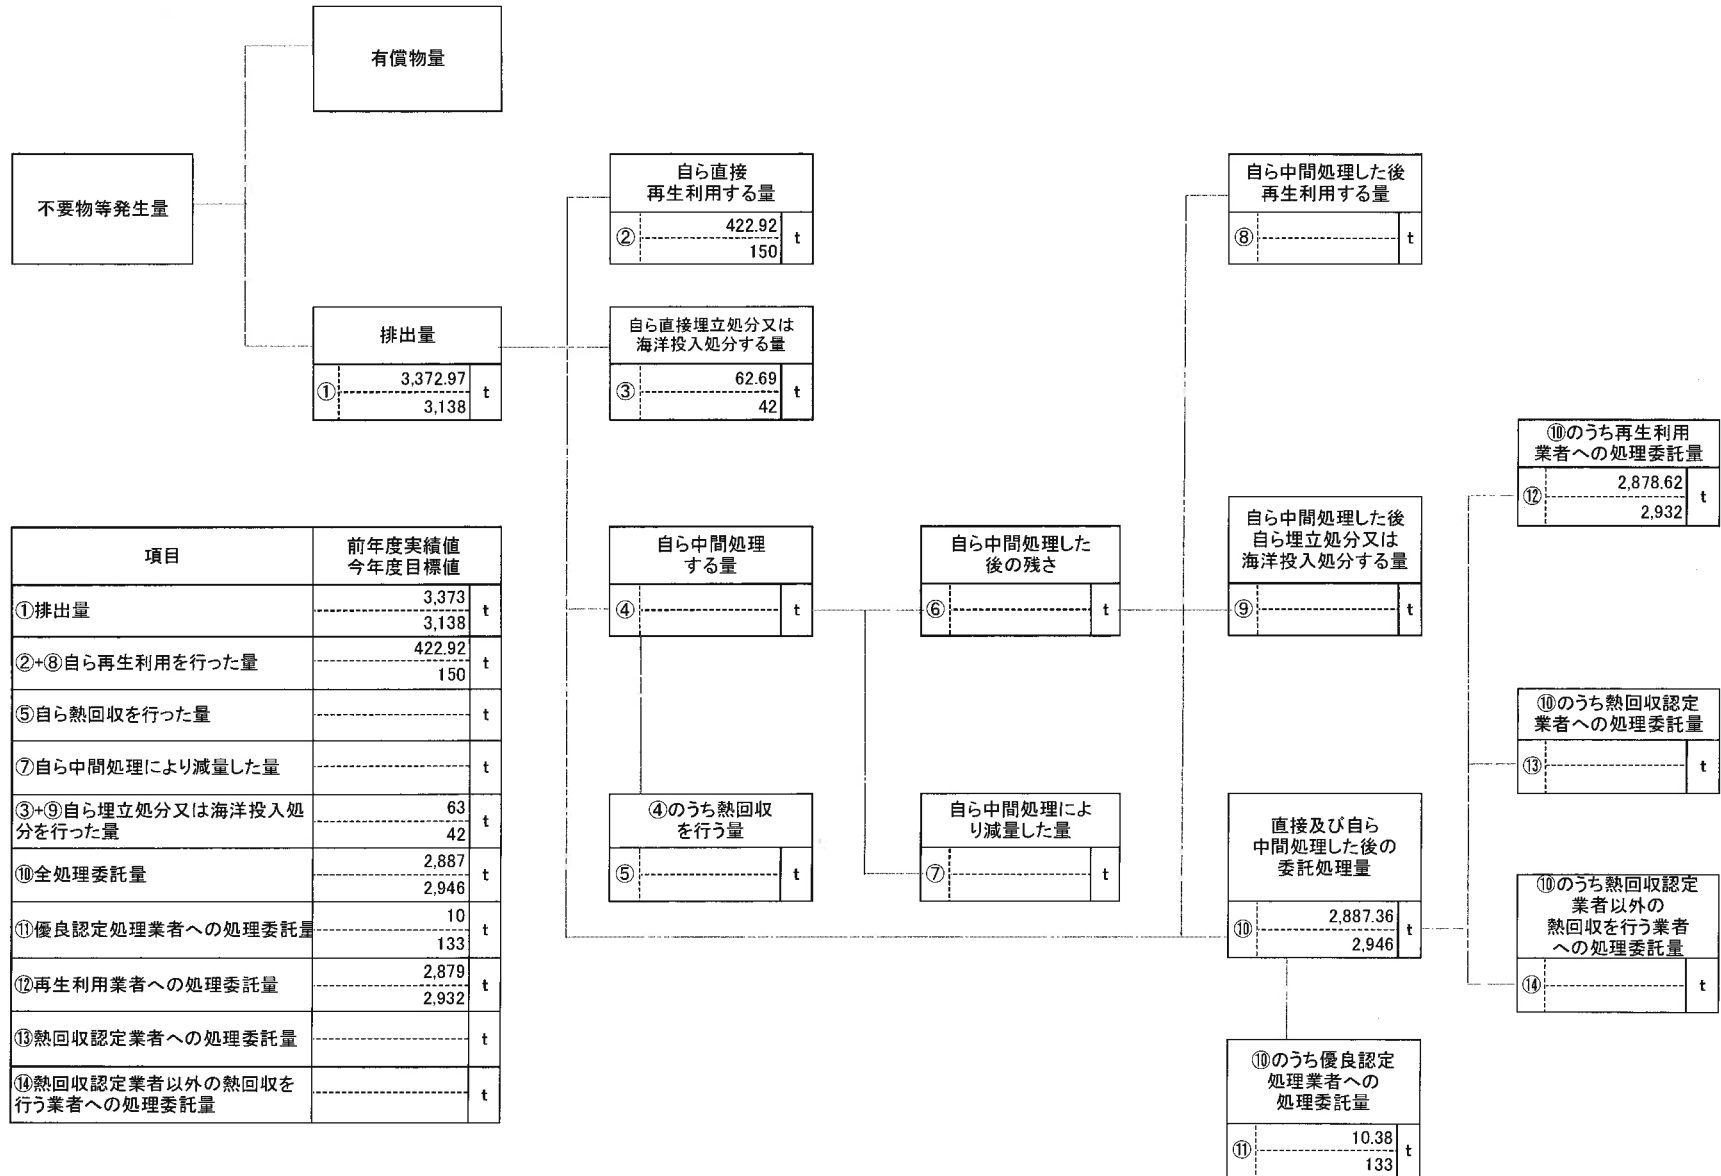 有償物量
不要物等発生量
排出量
①
3,372.97
3,138
t
自ら直接
再生利用する量
②
422.92
150
t
自ら直接埋立処分又は
海洋投入処分する量
③
62.69
42
t
自ら中間処理
する量
④
t
④のうち熱回収
を行う量
⑤
t
自ら中間処理した
後の残さ
⑥
t
自ら中間処理によ
り減量した量
⑦
t
自ら中間処理した後
再生利用する量
⑧
t
自ら中間処理した後
自ら埋立処分又は
海洋投入処分する量
⑨
t
直接及び自ら
中間処理した後の
委託処理量
⑩
2,887.36
2,946
t
⑩のうち優良認定
処理業者への
処理委託量
⑪
10.38
133
t
⑩のうち再生利用
業者への処理委託量
⑫
2,878.62
2,932
t
⑩のうち熱回収認定
業者への処理委託量
⑬
t
⑩のうち熱回収認定
業者以外の
熱回収を行う業者
への処理委託量
⑭
t
項目
前年度実績値
今年度目標値
①排出量
3,373
3,138
t
②+⑧自ら再生利用を行った量
422.92
150
t
⑤自ら熱回収を行った量
t
⑦自ら中間処理により減量した量
t
③+⑨自ら埋立処分又は海洋投入処
分を行った量
63
42
t
⑩全処理委託量
2,887
2,946
t
⑪優良認定処理業者への処理委託量
10
133
t
⑫再生利用業者への処理委託量
2,879
2,932
t
⑬熱回収認定業者への処理委託量
t
⑭熱回収認定業者以外の熱回収を
行う業者への処理委託量
t